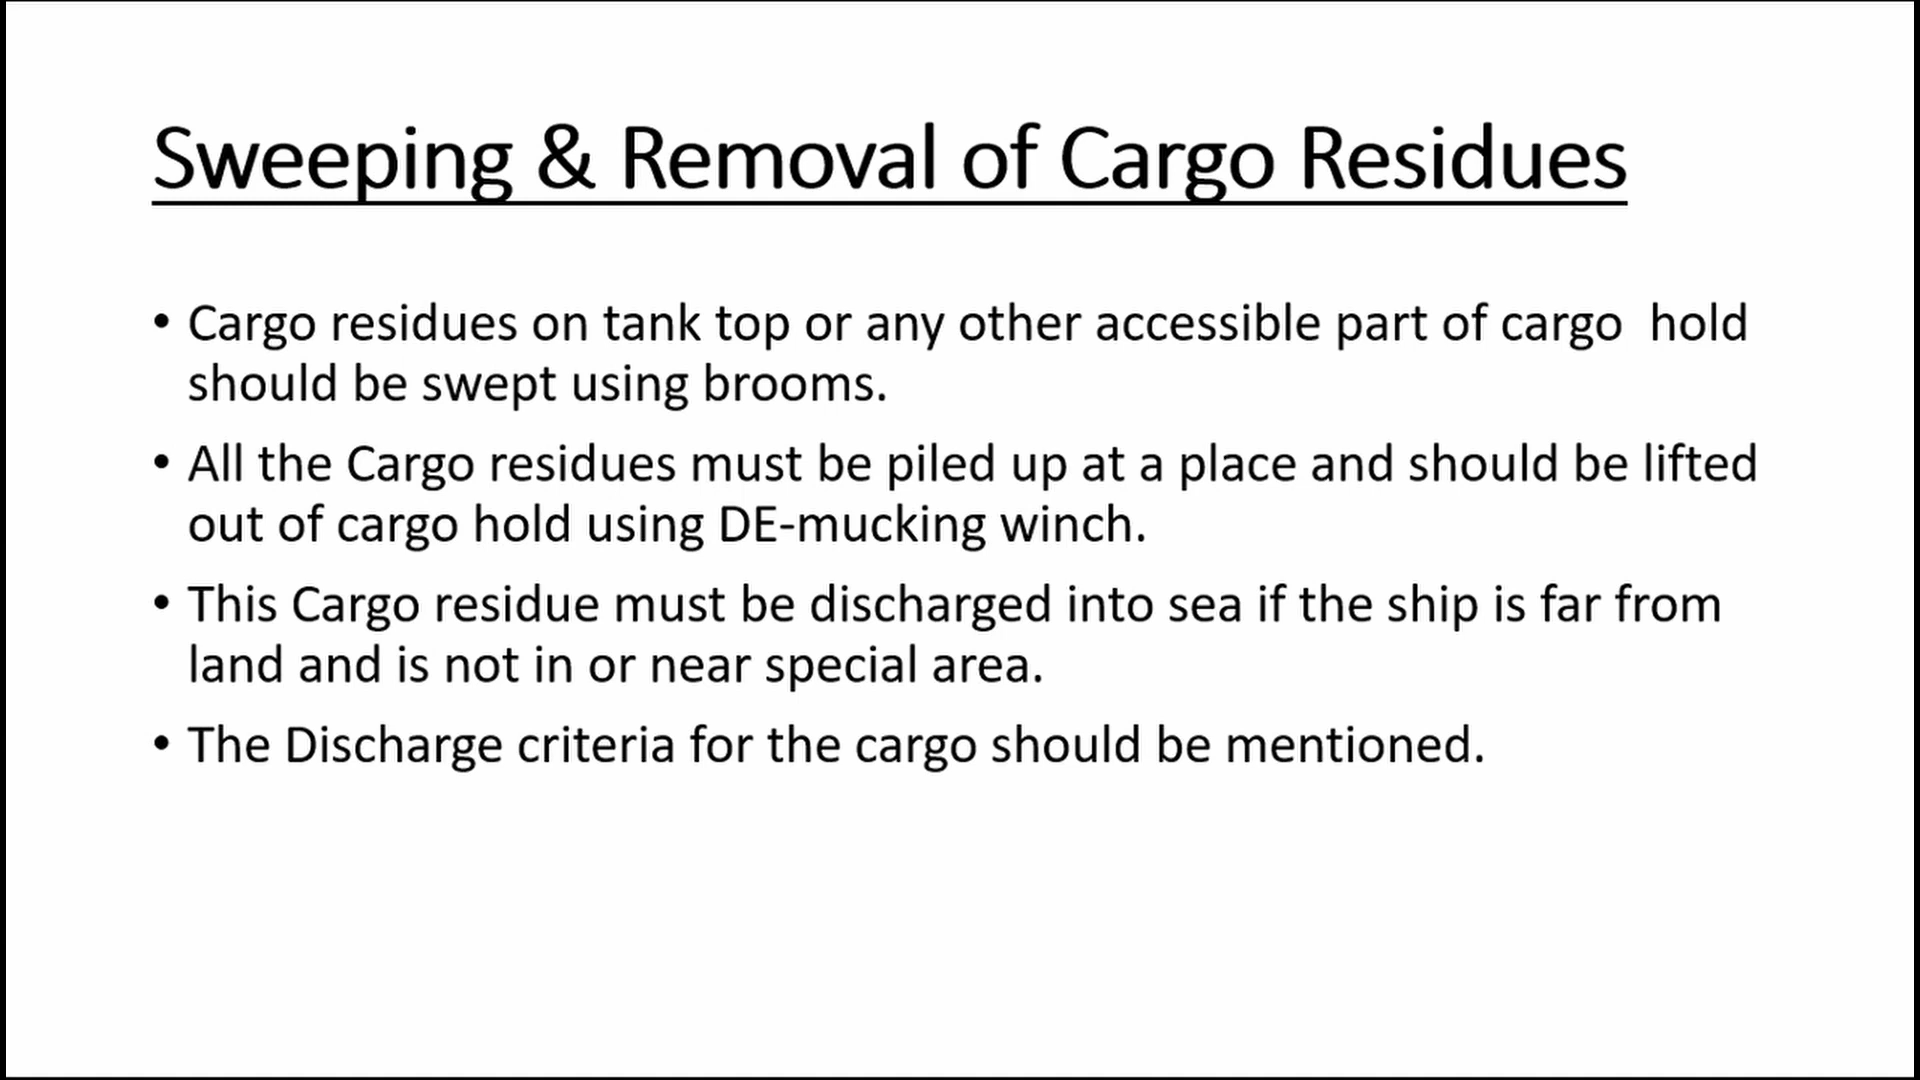 Sweeping & Removal of Cargo Residues
• Cargo residues on tank top or any other accessible part of cargo  hold
should be swept using brooms.
• All the Cargo residues must be piled up at a place and should be lifted
out of cargo hold using DE-mucking winch.
• This Cargo residue must be discharged into sea if the ship is far from
land and is not in or near special area.
• The Discharge criteria for the cargo should be mentioned.